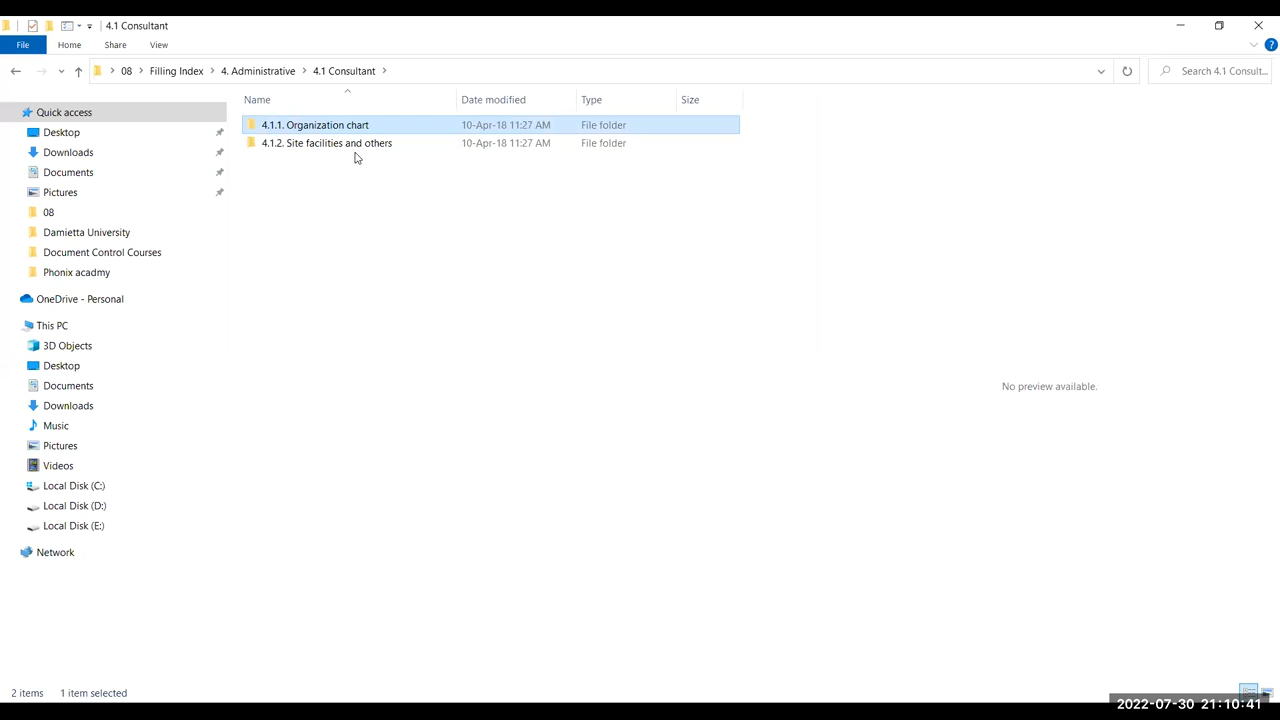 4.1 Consultant
File Home Share View
08 Filling Index 4. Administrative 4.1 Consultant Search 4.1 Consult...
Name Date modified Type Size
4.1.1. Organization chart 10-Apr-18 11:27 AM File folder
4.1.2. Site facilities and others 10-Apr-18 11:27 AM File folder
Quick access
Desktop
Downloads
Documents
Pictures
08
Damietta University
Document Control Courses
Phonix acadmy
OneDrive - Personal
This PC
3D Objects
Desktop
Documents
Downloads
Music
Pictures
Videos
Local Disk (C:)
Local Disk (D:)
Local Disk (E:)
Network
No preview available.
2 items 1 item selected
2022-07-30 21:10:41